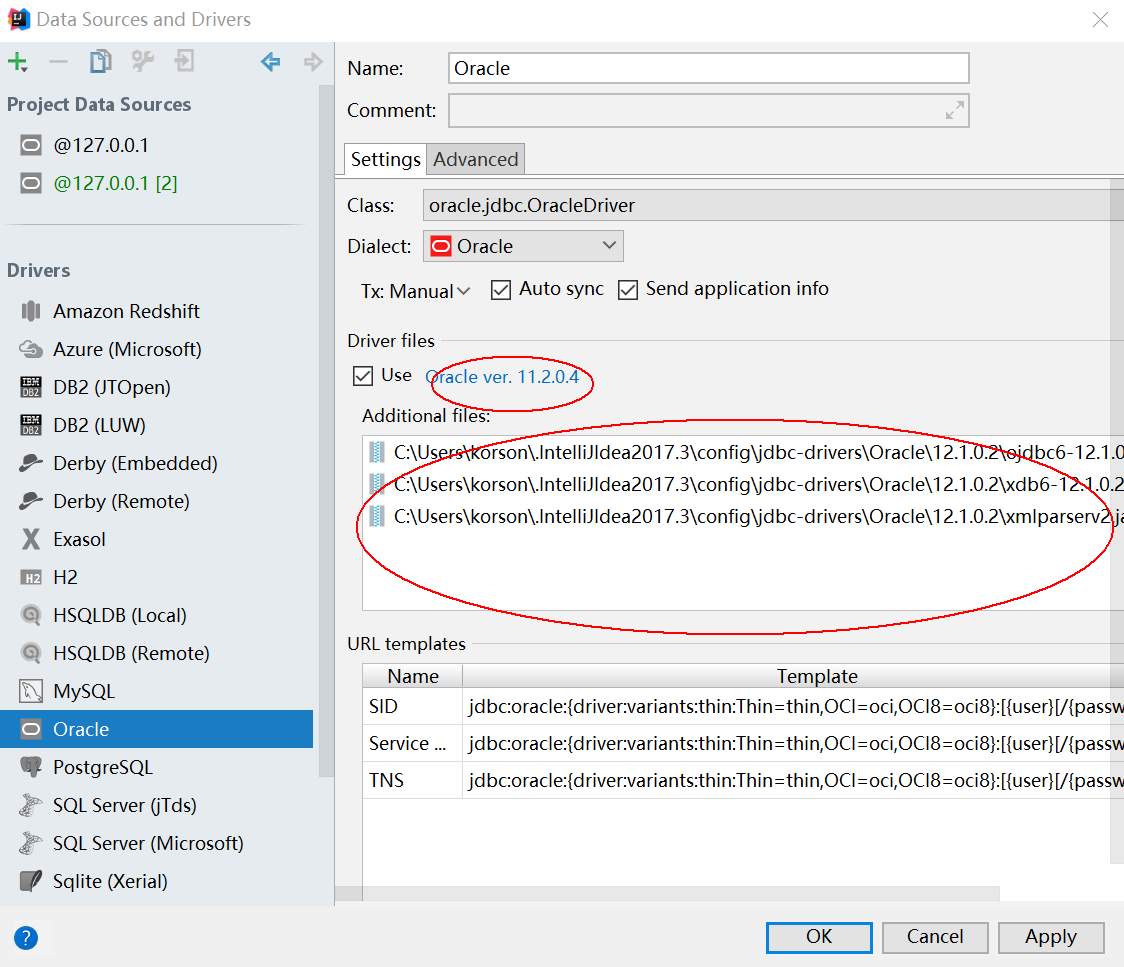 Data Sources and Drivers
Project Data Sources
@127.0.0.1
@127.0.0.1 [2]
Drivers
Amazon Redshift
Azure (Microsoft)
DB2 (JTOpen)
DB2 (LUW)
Derby (Embedded)
Derby (Remote)
Exasol
H2
HSQLDB (Local)
HSQLDB (Remote)
MySQL
Oracle
PostgreSQL
SQL Server (jTds)
SQL Server (Microsoft)
Sqlite (Xerial)
Name: Oracle
Comment:
Settings Advanced
Class: oracle.jdbc.OracleDriver
Dialect: Oracle
Tx: Manual Auto sync Send application info
Driver files
Use Oracle ver. 11.2.0.4
Additional files:
C:\Users\korson\.IntelliJIdea2017.3\config\jdbc-drivers\Oracle\12.1.0.2\ojdbc6-12.1.0
C:\Users\korson\.IntelliJIdea2017.3\config\jdbc-drivers\Oracle\12.1.0.2\xdb6-12.1.0.2
C:\Users\korson\.IntelliJIdea2017.3\config\jdbc-drivers\Oracle\12.1.0.2\xmlparserv2.ja
URL templates
Name Template
SID jdbc:oracle:{driver:variants:thin:Thin=thin,OCI=oci,OCI8=oci8}:[{user}[/{passw
Service ... jdbc:oracle:{driver:variants:thin:Thin=thin,OCI=oci,OCI8=oci8}:[{user}[/{passw
TNS jdbc:oracle:{driver:variants:thin:Thin=thin,OCI=oci,OCI8=oci8}:[{user}[/{passw
? OK Cancel Apply